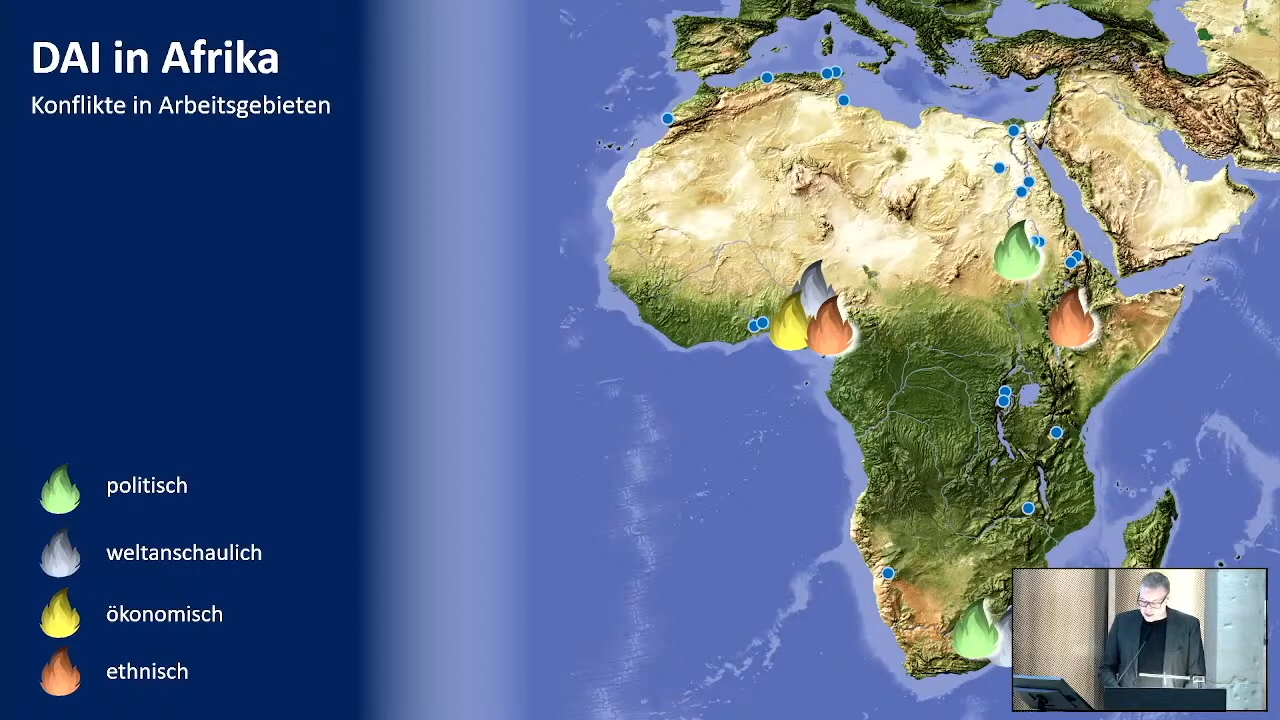 DAI in Afrika
Konflikte in Arbeitsgebieten
politisch
weltanschaulich
ökonomisch
ethnisch